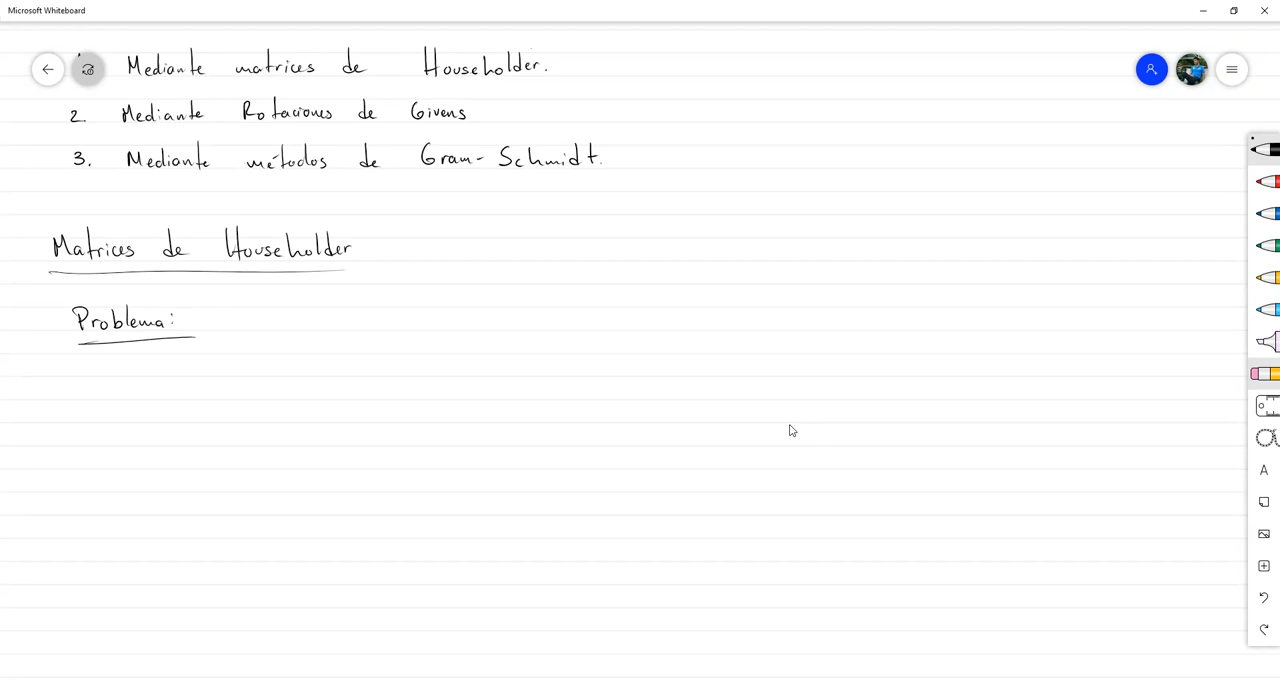 Microsoft Whiteboard
Mediante matrices de Householder.
2. Mediante Rotaciones de Givens
3. Mediante métodos de Gram-Schmidt.
Matrices de Householder
Problema:
A